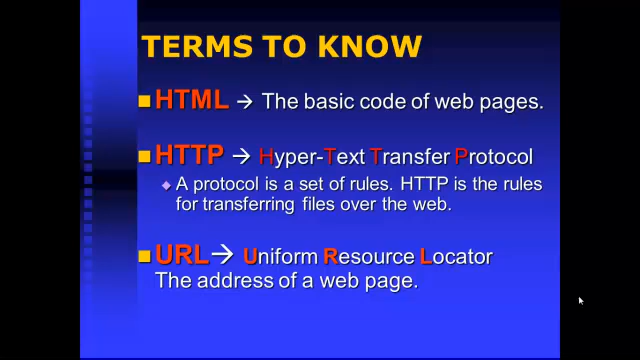 TERMS TO KNOW
HTML → The basic code of web pages.
HTTP → Hyper-Text Transfer Protocol
A protocol is a set of rules. HTTP is the rules
for transferring files over the web.
URL→ Uniform Resource Locator
The address of a web page.